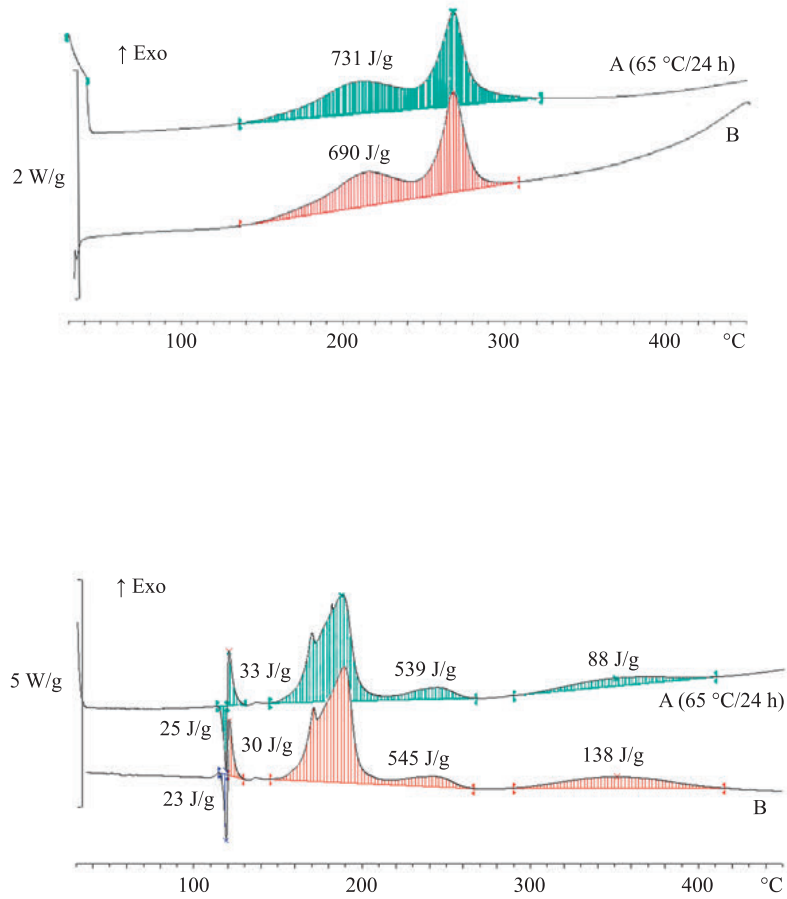 ↑ Exo
731 J/g
A (65 °C/24 h)
690 J/g
B
2 W/g
100
200
300
400
°C
↑ Exo
33 J/g
539 J/g
88 J/g
5 W/g
A (65 °C/24 h)
25 J/g
30 J/g
545 J/g
138 J/g
23 J/g
B
100
200
300
400
°C